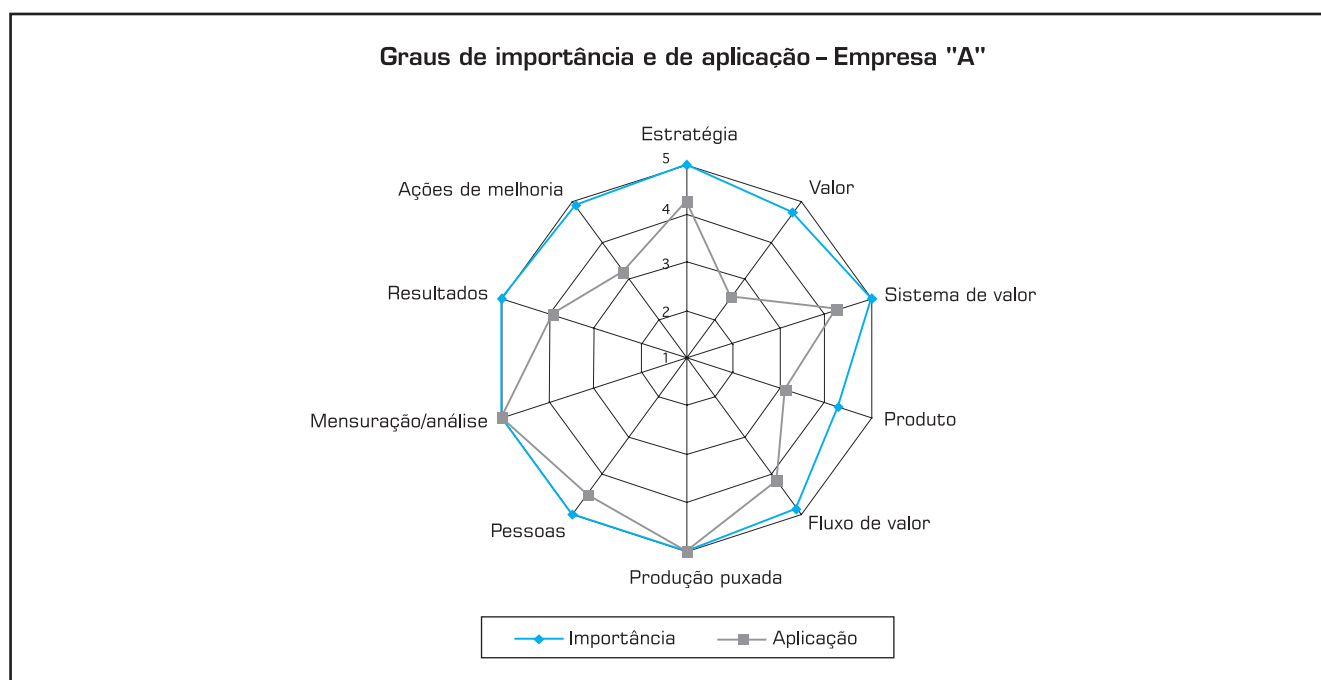 Graus de importância e de aplicação – Empresa "A"
Estratégia
5
Valor
Ações de melhoria
4
3
Resultados
Sistema de valor
2
1
Mensuração/análise
Produto
Pessoas
Fluxo de valor
Produção puxada
Importância
Aplicação